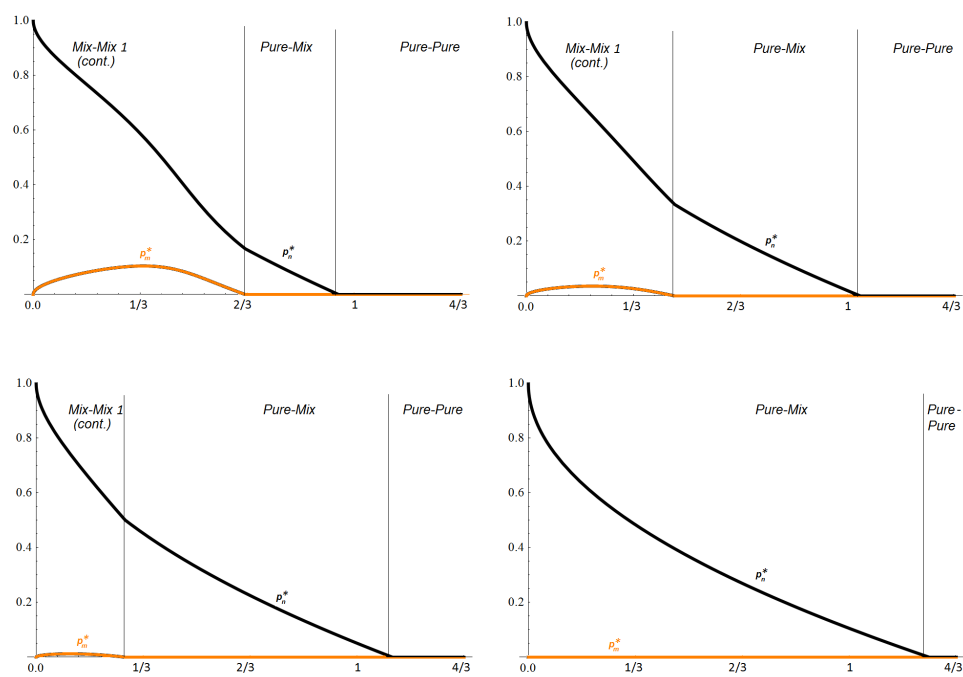 1.0
Mix-Mix 1
(cont.)
Pure-Mix
Pure-Pure
0.8
0.6
0.4
0.2
p*m
p*n
0.0
1/3
2/3
1
4/3
1.0
Mix-Mix 1
(cont.)
Pure-Mix
Pure-Pure
0.8
0.6
0.4
0.2
p*n
p*m
0.0
1/3
2/3
1
4/3
1.0
Mix-Mix 1
(cont.)
Pure-Mix
Pure-Pure
0.8
0.6
0.4
0.2
p*n
p*m
0.0
1/3
2/3
1
4/3
1.0
Pure-Mix
Pure-
Pure
0.8
0.6
0.4
0.2
p*n
p*m
0.0
1/3
2/3
1
4/3